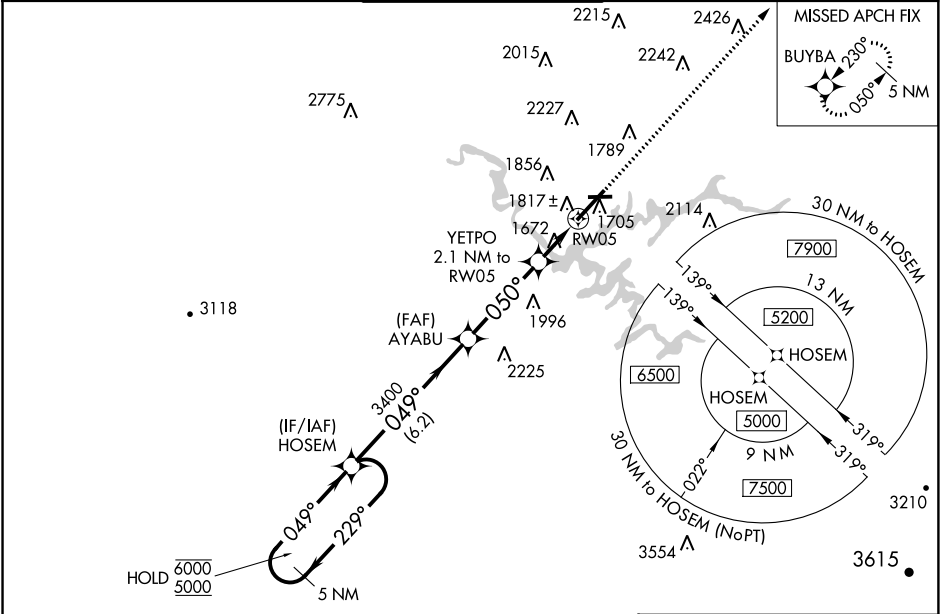 2215
2426
MISSED APCH FIX
BUYBA
230°
050°
5 NM
2015
2242
2775
2227
1789
1856
1817 ±
1705
2114
1672
RW05
YETPO
2.1 NM to
RW05
050°
3118
1996
(FAF)
AYABU
2225
3400
049°
(6.2)
(IF/IAF)
HOSEM
049°
229°
HOLD 6000
5000
5 NM
30 NM to HOSEM
7900
139°
139°
13 NM
5200
HOSEM
6500
HOSEM
5000
9 NM
319°
319°
022°
7500
30 NM to HOSEM (NoPT)
3210
3554
3615